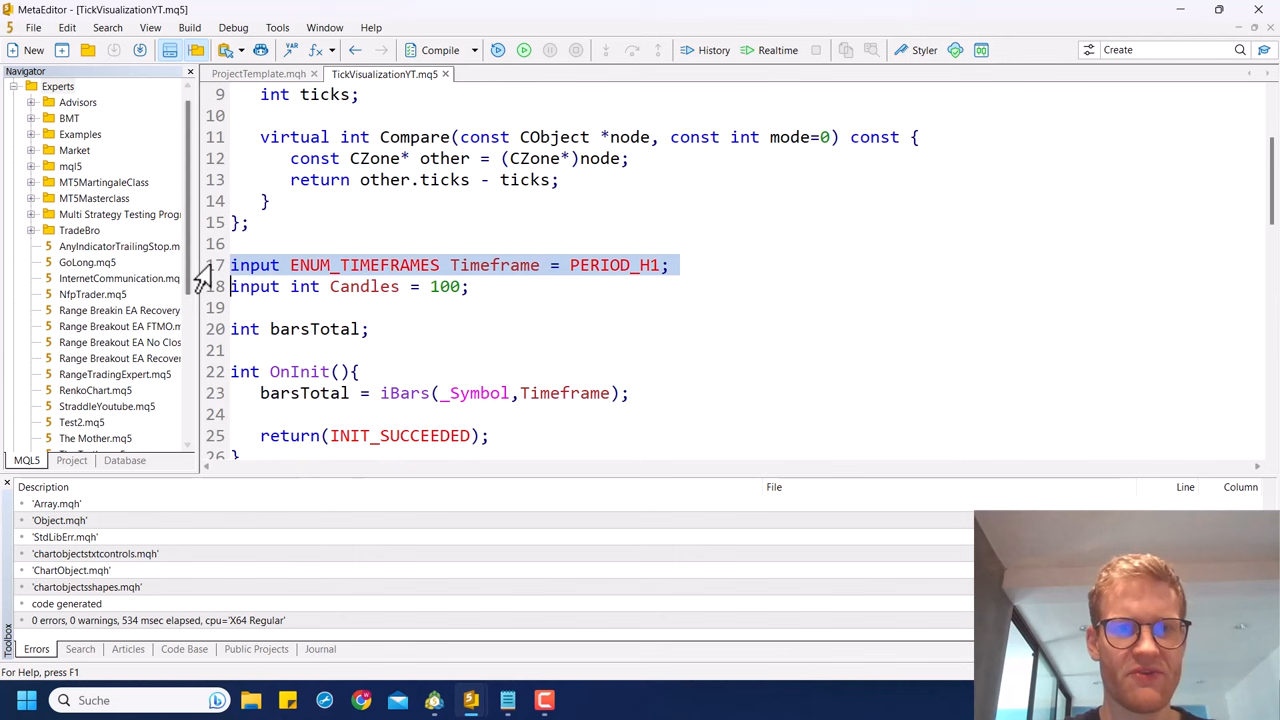 MetaEditor - [TickVisualizationYT.mq5]
File Edit Search View Build Debug Tools Window Help
New Compile History Realtime Styler Create
Navigator
ProjectTemplate.mqh TickVisualizationYT.mq5
Experts
Advisors
BMT
Examples
Market
mql5
MT5MartingaleClass
MT5Masterclass
Multi Strategy Testing Progr
TradeBro
AnyIndicatorTrailingStop.m
GoLong.mq5
InternetCommunication.mq
NfpTrader.mq5
Range Breakin EA Recovery
Range Breakout EA FTMO.m
Range Breakout EA No Clos
Range Breakout EA Recover
RangeTradingExpert.mq5
RenkoChart.mq5
StraddleYoutube.mq5
Test2.mq5
The Mother.mq5
MQL5 Project Database
9 int ticks;
10
11 virtual int Compare(const CObject *node, const int mode=0) const {
12 const CZone* other = (CZone*)node;
13 return other.ticks - ticks;
14 }
15 };
16
17 input ENUM_TIMEFRAMES Timeframe = PERIOD_H1;
18 input int Candles = 100;
19
20 int barsTotal;
21
22 int OnInit(){
23 barsTotal = iBars(_Symbol,Timeframe);
24
25 return(INIT_SUCCEEDED);
26 }
Description File Line Column
'Array.mqh'
'Object.mqh'
'StdLibErr.mqh'
'chartobjectstxtcontrols.mqh'
'ChartObject.mqh'
'chartobjectsshapes.mqh'
code generated
0 errors, 0 warnings, 534 msec elapsed, cpu='X64 Regular'
Toolbox
Errors Search Articles Code Base Public Projects Journal
For Help, press F1
Suche